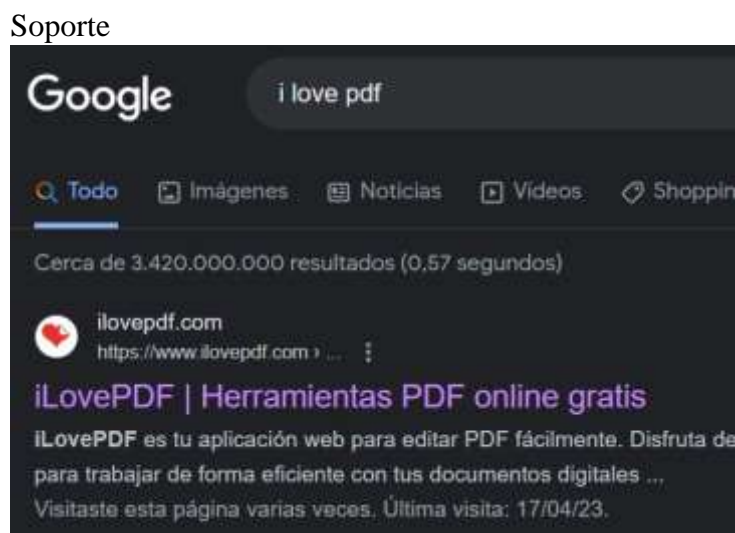 Soporte
Google
i love pdf
Todo Imágenes Noticias Vídeos Shoppin
Cerca de 3.420.000.000 resultados (0,57 segundos)
ilovepdf.com
https://www.ilovepdf.com › ...
iLovePDF | Herramientas PDF online gratis
iLovePDF es tu aplicación web para editar PDF fácilmente. Disfruta de
para trabajar de forma eficiente con tus documentos digitales ...
Visitaste esta página varias veces. Última visita: 17/04/23.